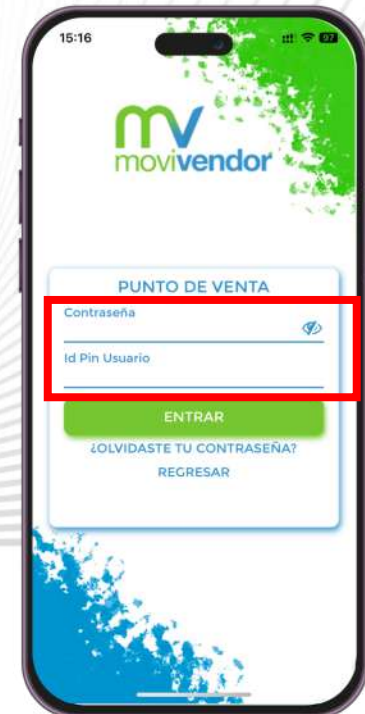 15:16
97
mv
movivendor
PUNTO DE VENTA
Contraseña
Id Pin Usuario
ENTRAR
¿OLVIDASTE TU CONTRASEÑA?
REGRESAR